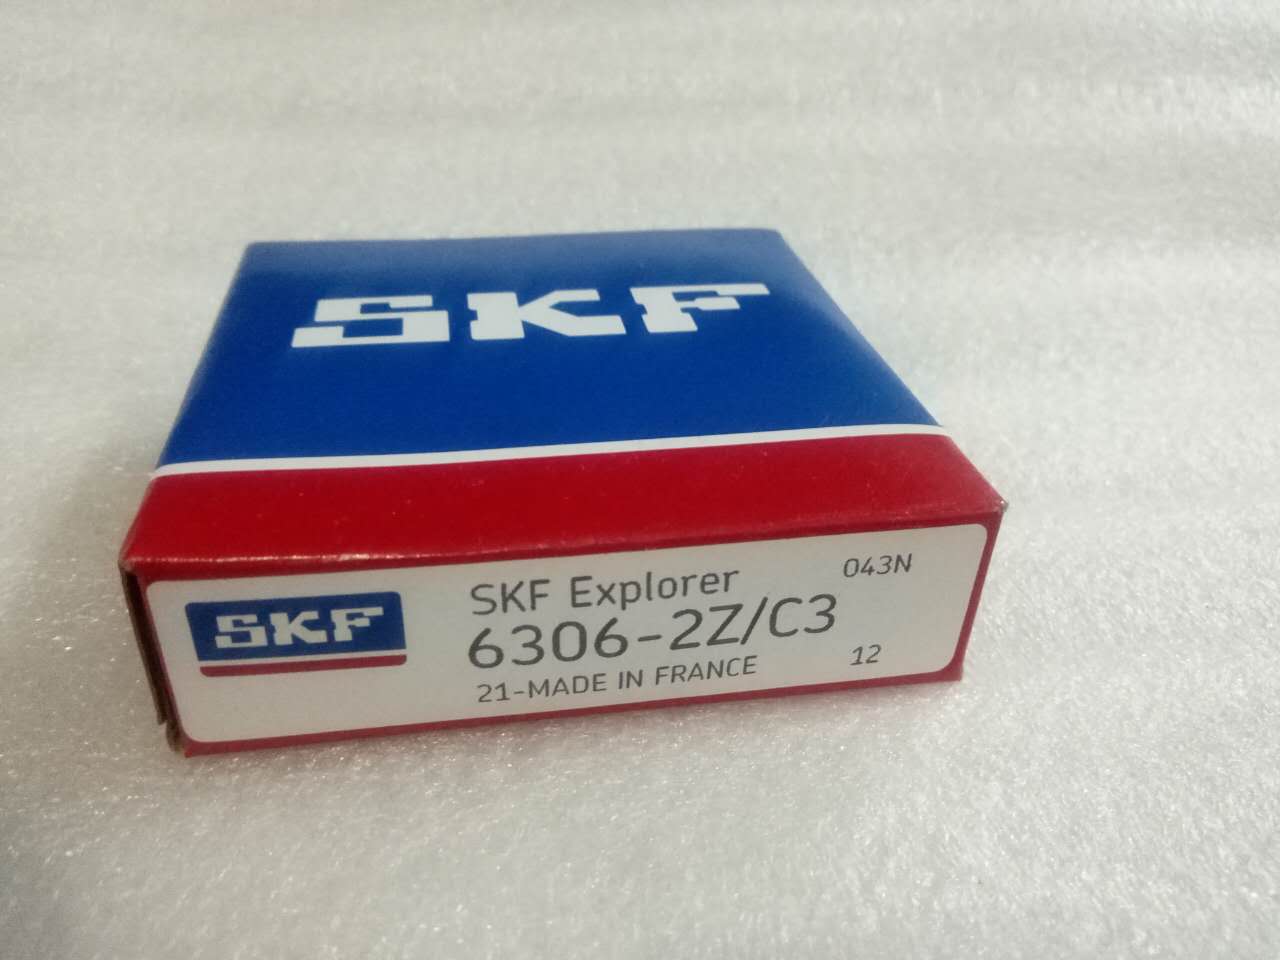 SKF
SKF
SKF Explorer
043N
6306-2Z/C3
21-MADE IN FRANCE
12